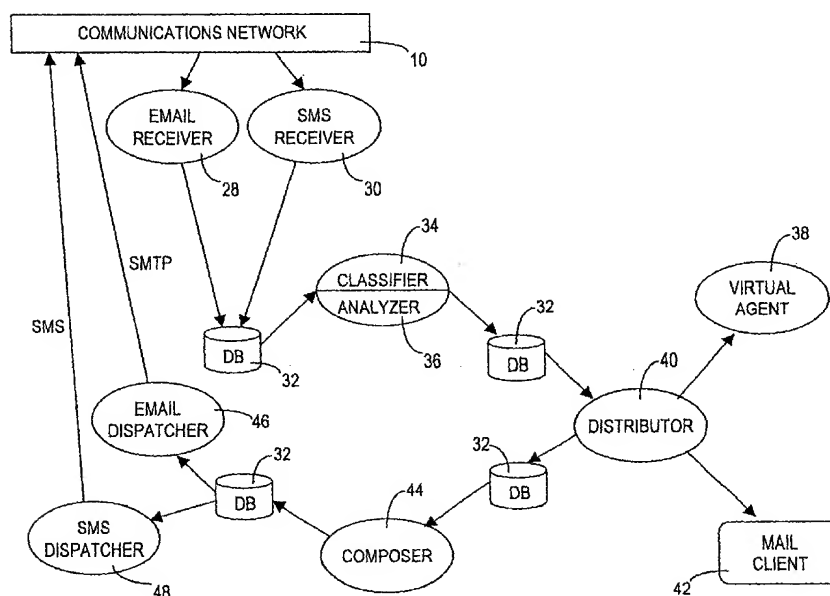 COMMUNICATIONS NETWORK
10
EMAIL
RECEIVER
28
SMS
RECEIVER
30
SMS
SMTP
34
CLASSIFIER
ANALYZER
36
38
VIRTUAL
AGENT
DB
32
32
DB
40
DISTRIBUTOR
EMAIL
DISPATCHER
46
32
DB
32
DB
44
COMPOSER
SMS
DISPATCHER
48
MAIL
CLIENT
42